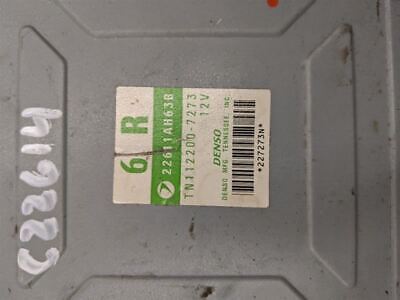 C22614
6 R
22611AH63B
TN112200-7273 12V
DENSO
DENSO MFG. TENNESSEE, INC.
*227273N*